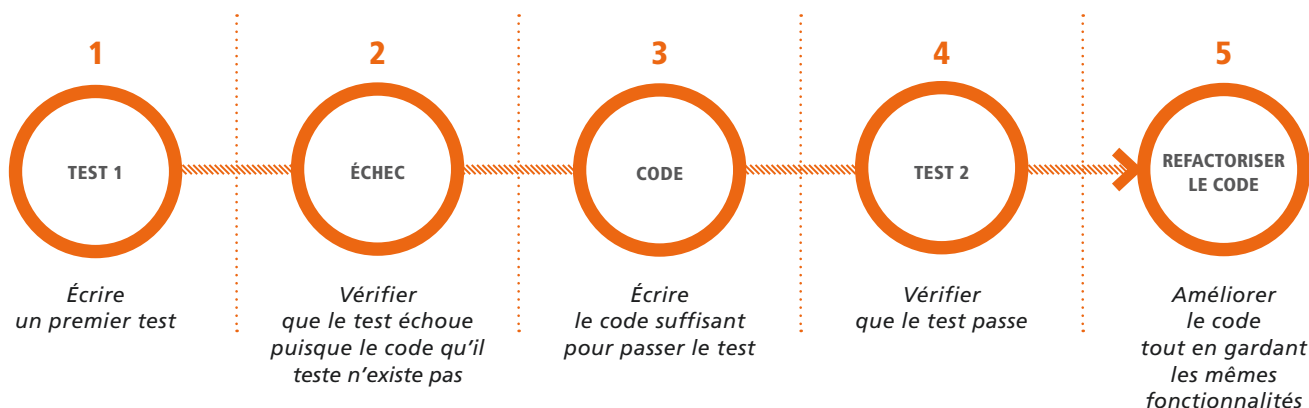 1
TEST 1
Écrire
un premier test
2
ÉCHEC
Vérifier
que le test échoue
puisque le code qu’il
teste n’existe pas
3
CODE
Écrire
le code suffisant
pour passer le test
4
TEST 2
Vérifier
que le test passe
5
REFACTORISER
LE CODE
Améliorer
le code
tout en gardant
les mêmes
fonctionnalités